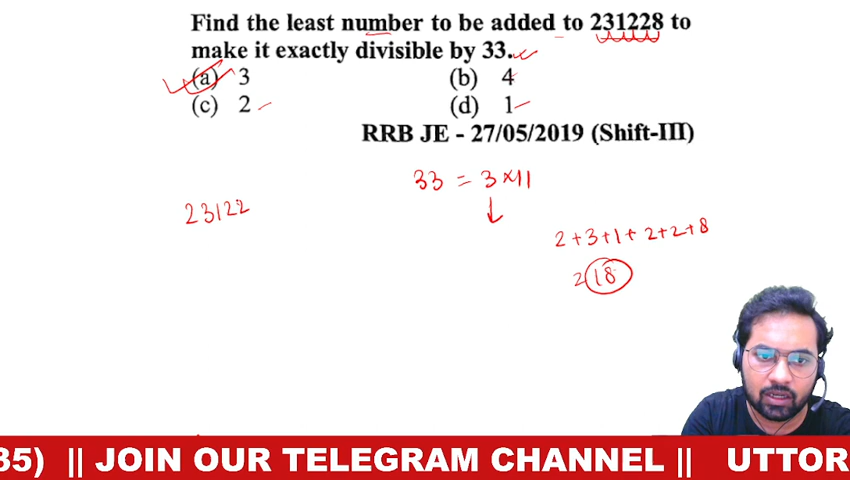 Find the least number to be added to 231228 to
make it exactly divisible by 33.
(a) 3 (b) 4
(c) 2 (d) 1
RRB JE - 27/05/2019 (Shift-III)
33 = 3×11
23122
2+3+1+2+2+8
2 18
35) || JOIN OUR TELEGRAM CHANNEL || UTTOR